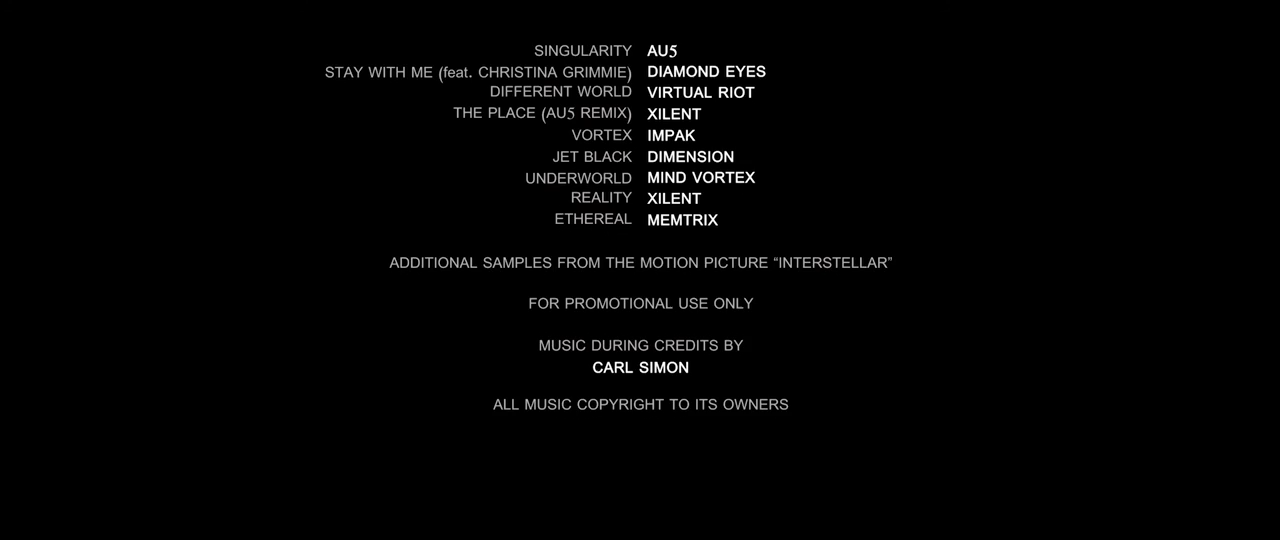 SINGULARITY AU5
STAY WITH ME (feat. CHRISTINA GRIMMIE) DIAMOND EYES
DIFFERENT WORLD VIRTUAL RIOT
THE PLACE (AU5 REMIX) XILENT
VORTEX IMPAK
JET BLACK DIMENSION
UNDERWORLD MIND VORTEX
REALITY XILENT
ETHEREAL MEMTRIX
ADDITIONAL SAMPLES FROM THE MOTION PICTURE “INTERSTELLAR”
FOR PROMOTIONAL USE ONLY
MUSIC DURING CREDITS BY
CARL SIMON
ALL MUSIC COPYRIGHT TO ITS OWNERS